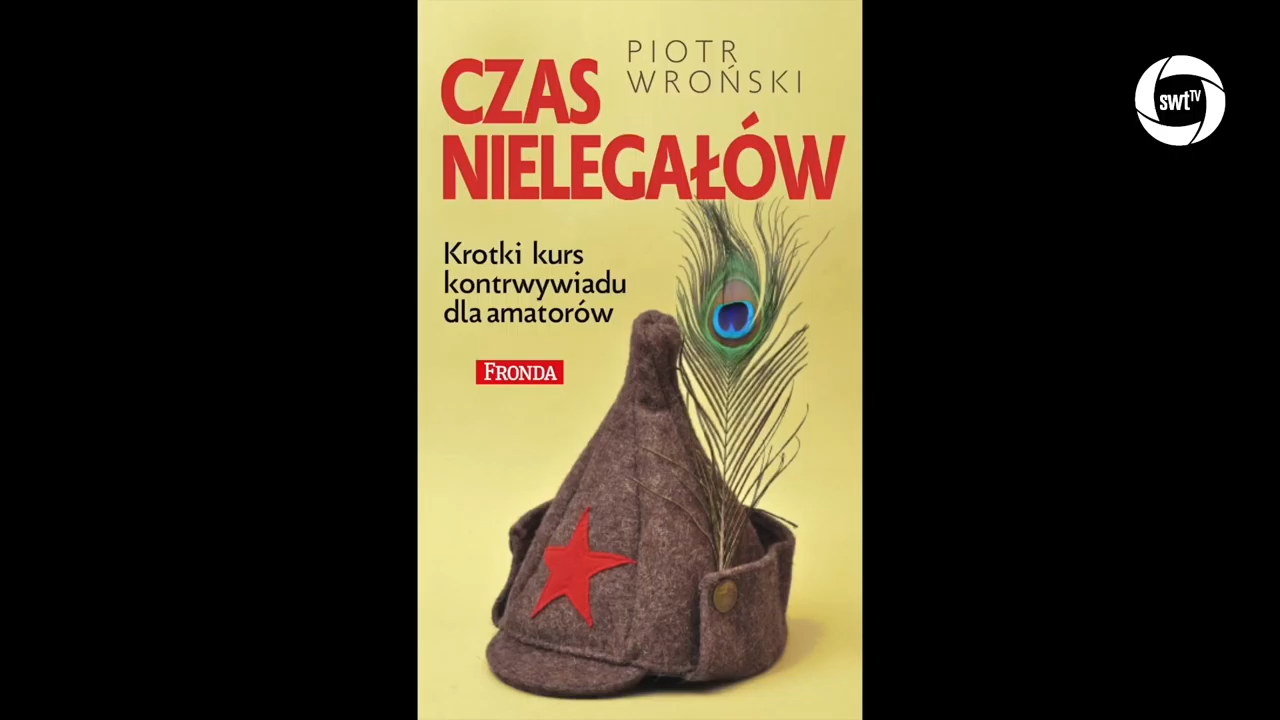 PIOTR
WROŃSKI
CZAS
NIELEGAŁÓW
Krotki kurs
kontrwywiadu
dla amatorów
FRONDA
swtTV